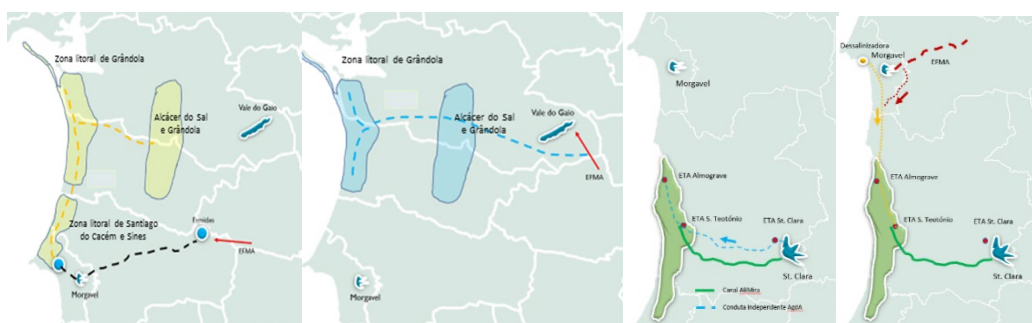 Zona litoral de Grândola
Alcácer do Sal
e Grândola
Vale do Gaio
Zona litoral de Santiago
do Cacém e Sines
Ermidas
EFMA
Morgavel
Zona litoral de Grândola
Alcácer do Sal
e Grândola
Vale do Gaio
EFMA
Morgavel
Morgavel
ETA Almograve
ETA S. Teotónio
ETA St. Clara
St. Clara
Canal ABMira
Conduta Independente AgdA
Dessalinizadora
Morgavel
EFMA
ETA Almograve
ETA S. Teotónio
ETA St. Clara
St. Clara